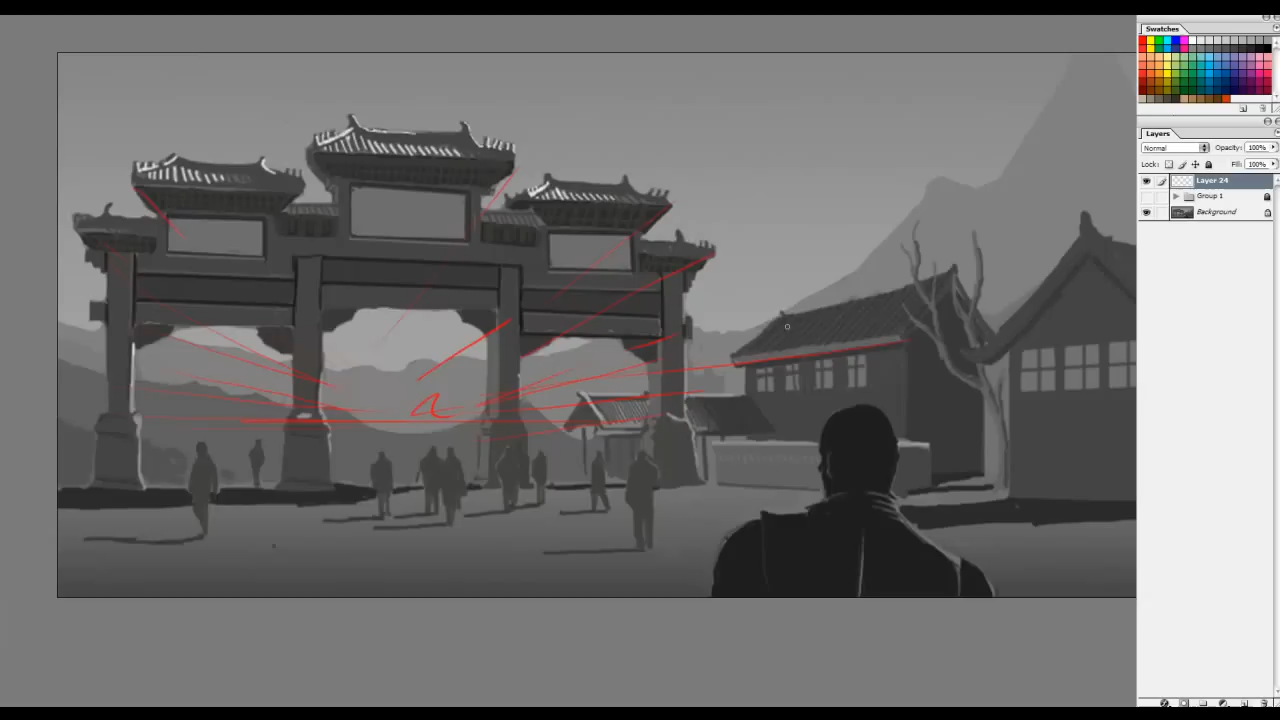 Swatches
Layers
Normal
Opacity: 100%
Lock:
Fill: 100%
Layer 24
Group 1
Background
a